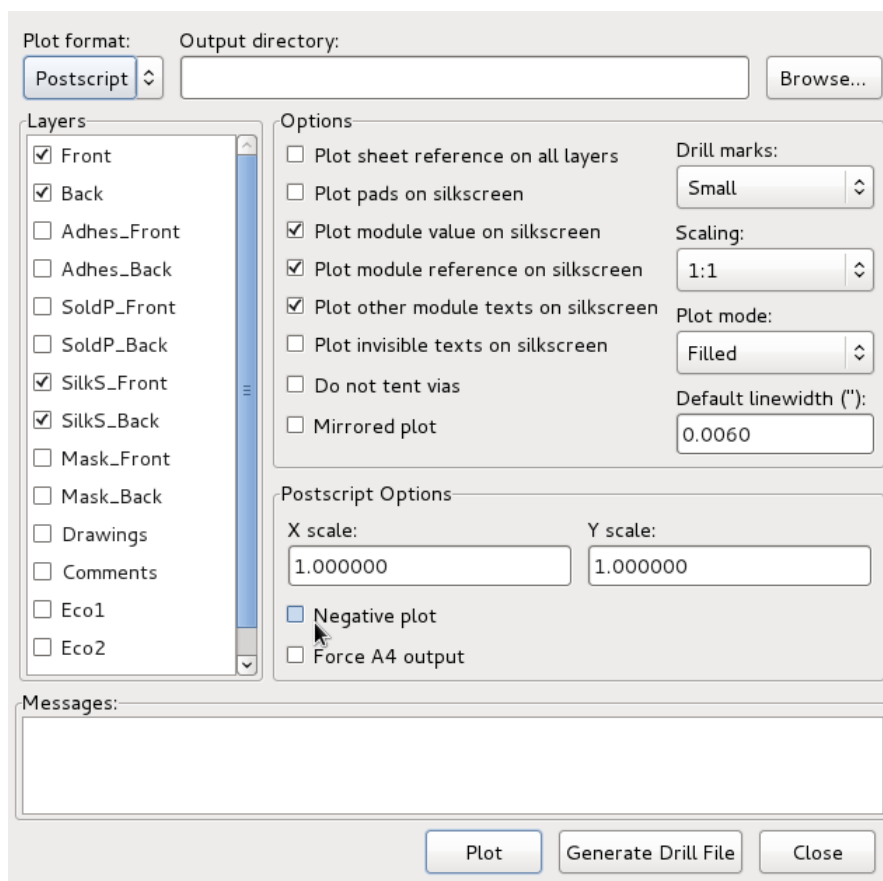 Plot format:
Output directory:
Postscript
Browse...
Layers
Front
Back
Adhes_Front
Adhes_Back
SoldP_Front
SoldP_Back
SilkS_Front
SilkS_Back
Mask_Front
Mask_Back
Drawings
Comments
Eco1
Eco2
Options
Plot sheet reference on all layers
Plot pads on silkscreen
Plot module value on silkscreen
Plot module reference on silkscreen
Plot other module texts on silkscreen
Plot invisible texts on silkscreen
Do not tent vias
Mirrored plot
Drill marks:
Small
Scaling:
1:1
Plot mode:
Filled
Default linewidth ("):
0.0060
Postscript Options
X scale:
Y scale:
1.000000
1.000000
Negative plot
Force A4 output
Messages:
Plot
Generate Drill File
Close